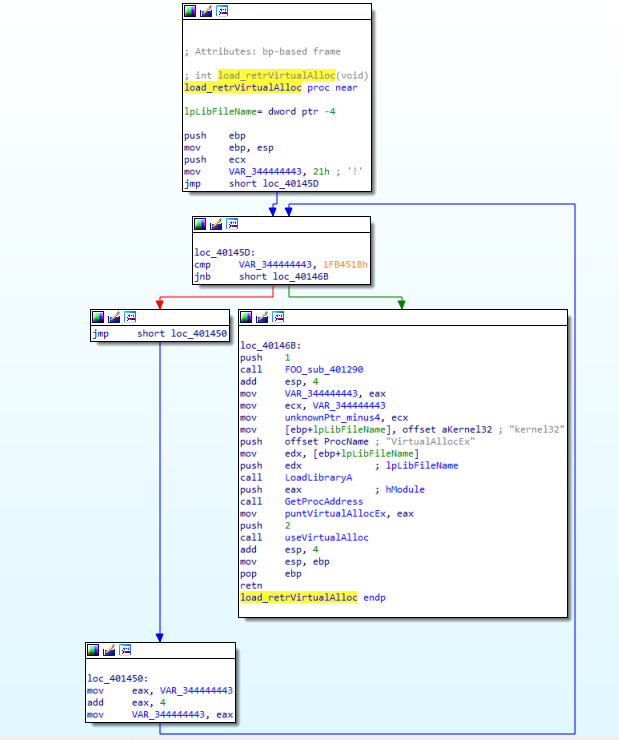 ; Attributes: bp-based frame
; int load_retrVirtualAlloc(void)
load_retrVirtualAlloc proc near
lpLibFileName= dword ptr -4
push ebp
mov ebp, esp
push ecx
mov VAR_344444443, 21h ; '!'
jmp short loc_40145D
loc_40145D:
cmp VAR_344444443, 1FB451Bh
jnb short loc_40146B
jmp short loc_401450
loc_40146B:
push 1
call FOO_sub_401290
add esp, 4
mov VAR_344444443, eax
mov ecx, VAR_344444443
mov unknownPtr_minus4, ecx
mov [ebp+lpLibFileName], offset aKernel32 ; "kernel32"
push offset ProcName ; "VirtualAllocEx"
mov edx, [ebp+lpLibFileName]
push edx ; lpLibFileName
call LoadLibraryA
push eax ; hModule
call GetProcAddress
mov puntVirtualAllocEx, eax
push 2
call useVirtualAlloc
add esp, 4
mov esp, ebp
pop ebp
retn
load_retrVirtualAlloc endp
loc_401450:
mov eax, VAR_344444443
add eax, 4
mov VAR_344444443, eax